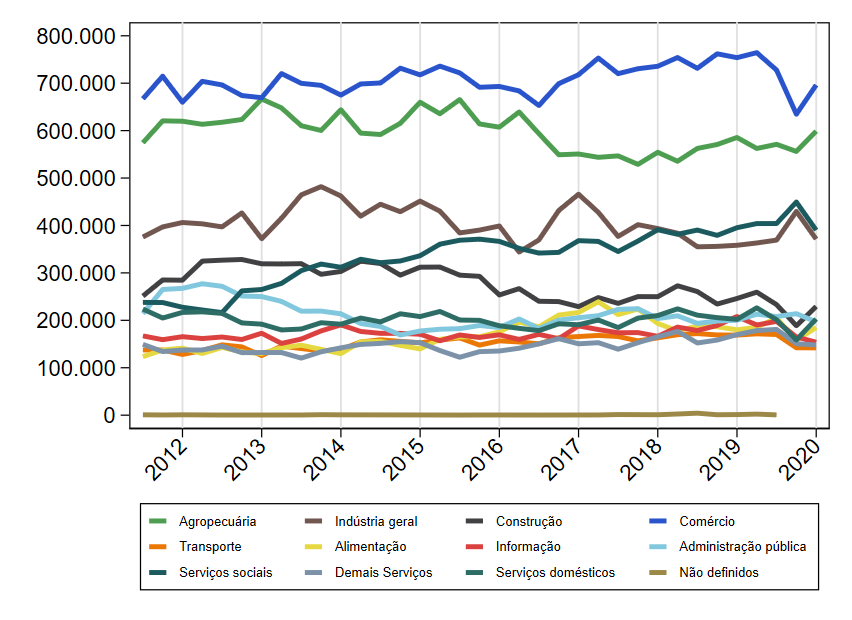 800.000
700.000
600.000
500.000
400.000
300.000
200.000
100.000
0
2012 2013 2014 2015 2016 2017 2018 2019 2020
Agropecuária Indústria geral Construção Comércio
Transporte Alimentação Informação Administração pública
Serviços sociais Demais Serviços Serviços domésticos Não definidos